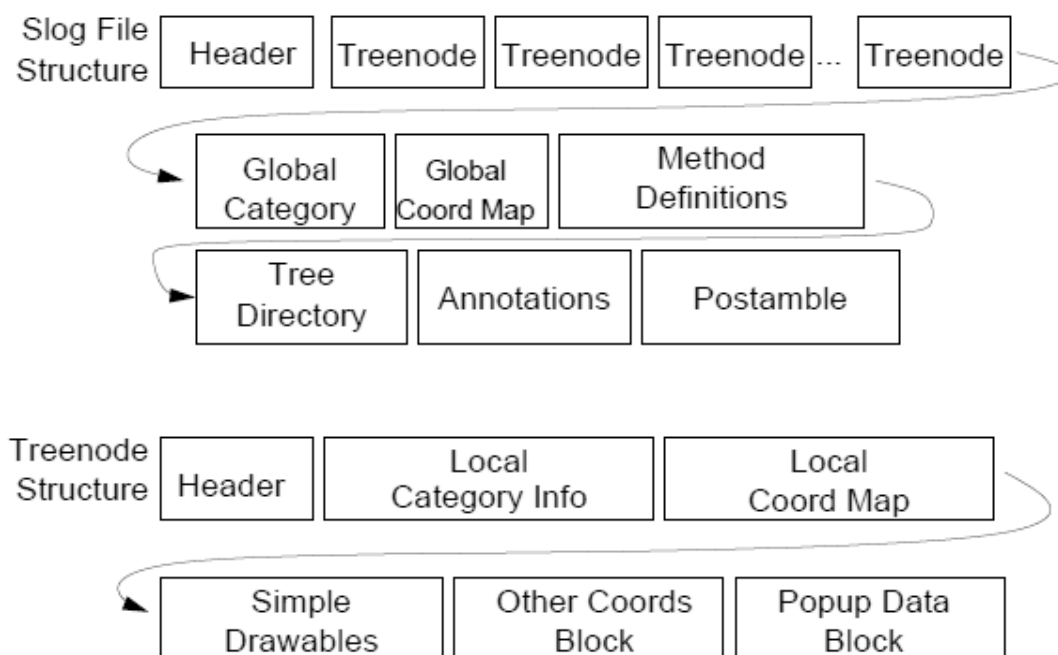 Slog File
Structure
Header
Treenode
Treenode
Treenode
...
Treenode
Global
Category
Global
Coord Map
Method
Definitions
Tree
Directory
Annotations
Postamble
Treenode
Structure
Header
Local
Category Info
Local
Coord Map
Simple
Drawables
Other Coords
Block
Popup Data
Block